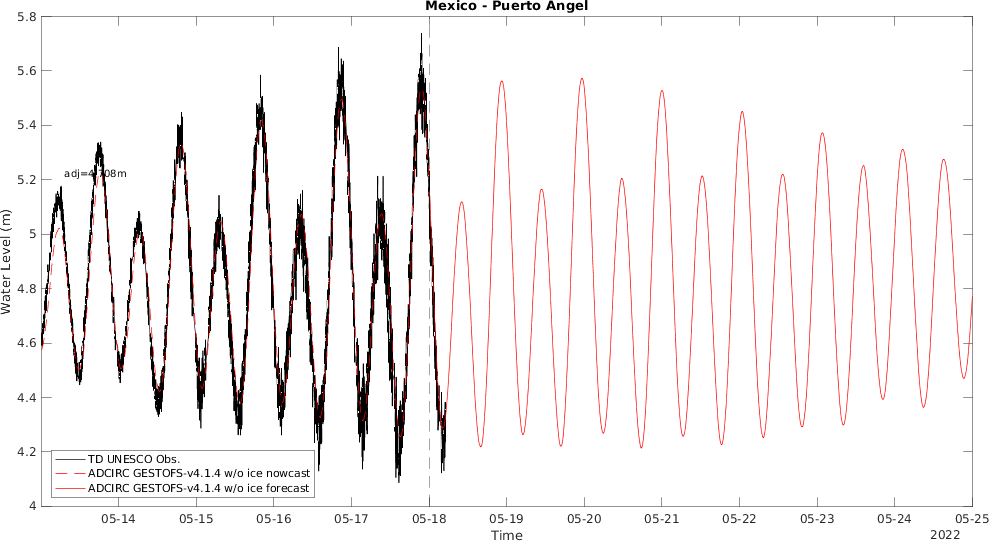 Mexico - Puerto Angel
5.8
5.6
5.4
5.2
5
4.8
4.6
4.4
4.2
4
Water Level (m)
adj=4.708m
TD UNESCO Obs.
ADCIRC GESTOFS-v4.1.4 w/o ice nowcast
ADCIRC GESTOFS-v4.1.4 w/o ice forecast
05-14 05-15 05-16 05-17 05-18 05-19 05-20 05-21 05-22 05-23 05-24 05-25
Time
2022